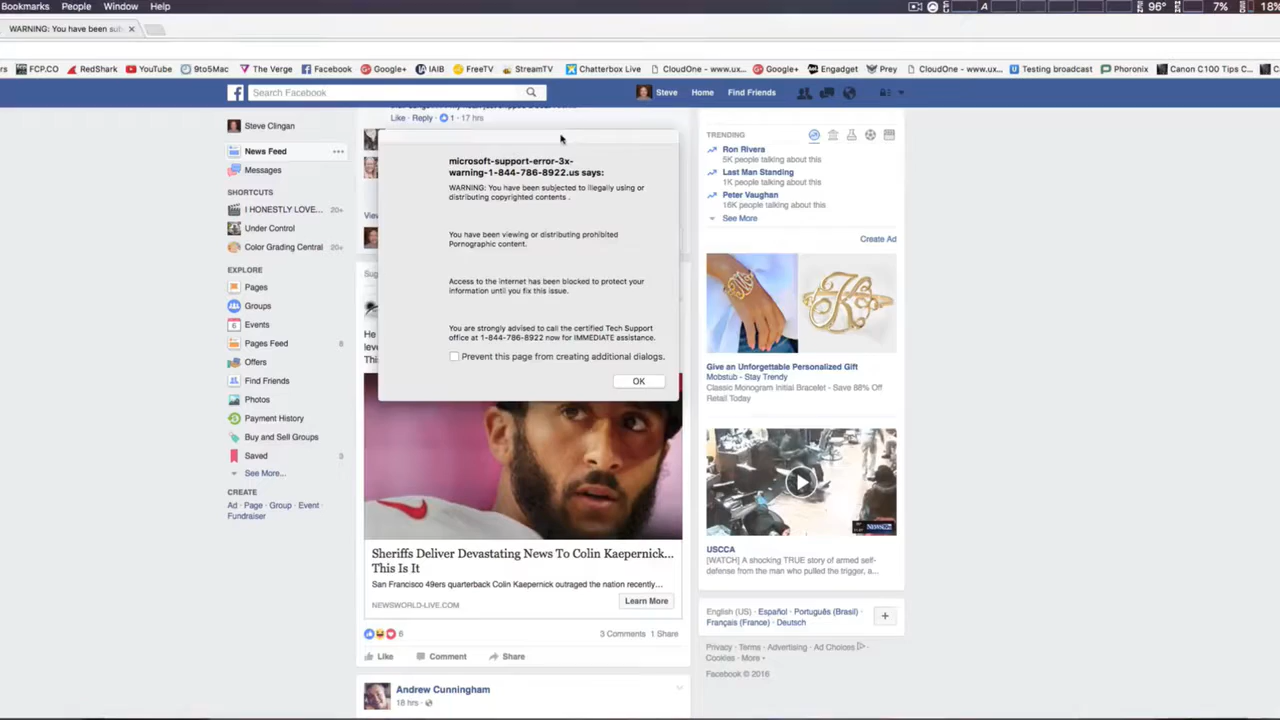 Bookmarks People Window Help
96° 7% 18%
WARNING: You have been sub
FCP.CO RedShark YouTube 9to5Mac The Verge Facebook Google+ IAIB FreeTV StreamTV Chatterbox Live CloudOne - www.ux... Google+ Engadget Prey CloudOne - www.ux... Testing broadcast Phoronix Canon C100 Tips C...
Search Facebook
Steve Home Find Friends
Steve Clingan
News Feed
Messages
SHORTCUTS
I HONESTLY LOVE... 20+
Under Control
Color Grading Central 20+
EXPLORE
Pages
Groups
6 Events
Pages Feed 8
Offers
Find Friends
Photos
Payment History
Buy and Sell Groups
Saved 3
See More...
CREATE
Ad · Page · Group · Event ·
Fundraiser
Like · Reply · 1 · 17 hrs
microsoft-support-error-3x-
warning-1-844-786-8922.us says:
WARNING: You have been subjected to illegally using or
distributing copyrighted contents .
You have been viewing or distributing prohibited
Pornographic content.
Access to the internet has been blocked to protect your
information until you fix this issue.
You are strongly advised to call the certified Tech Support
office at 1-844-786-8922 now for IMMEDIATE assistance.
Prevent this page from creating additional dialogs.
OK
View
Sug
He
leve
This
Sheriffs Deliver Devastating News To Colin Kaepernick...
This Is It
San Francisco 49ers quarterback Colin Kaepernick outraged the nation recently...
NEWSWORLD-LIVE.COM
Learn More
6
3 Comments 1 Share
Like Comment Share
Andrew Cunningham
18 hrs ·
TRENDING
Ron Rivera
5K people talking about this
Last Man Standing
1K people talking about this
Peter Vaughan
16K people talking about this
See More
Create Ad
Give an Unforgettable Personalized Gift
Mobstub - Stay Trendy
Classic Monogram Initial Bracelet - Save 88% Off
Retail Today
USCCA
[WATCH] A shocking TRUE story of armed self-
defense from the man who pulled the trigger, a...
English (US) · Español · Português (Brasil) ·
Français (France) · Deutsch
Privacy · Terms · Advertising · Ad Choices ·
Cookies · More
Facebook © 2016